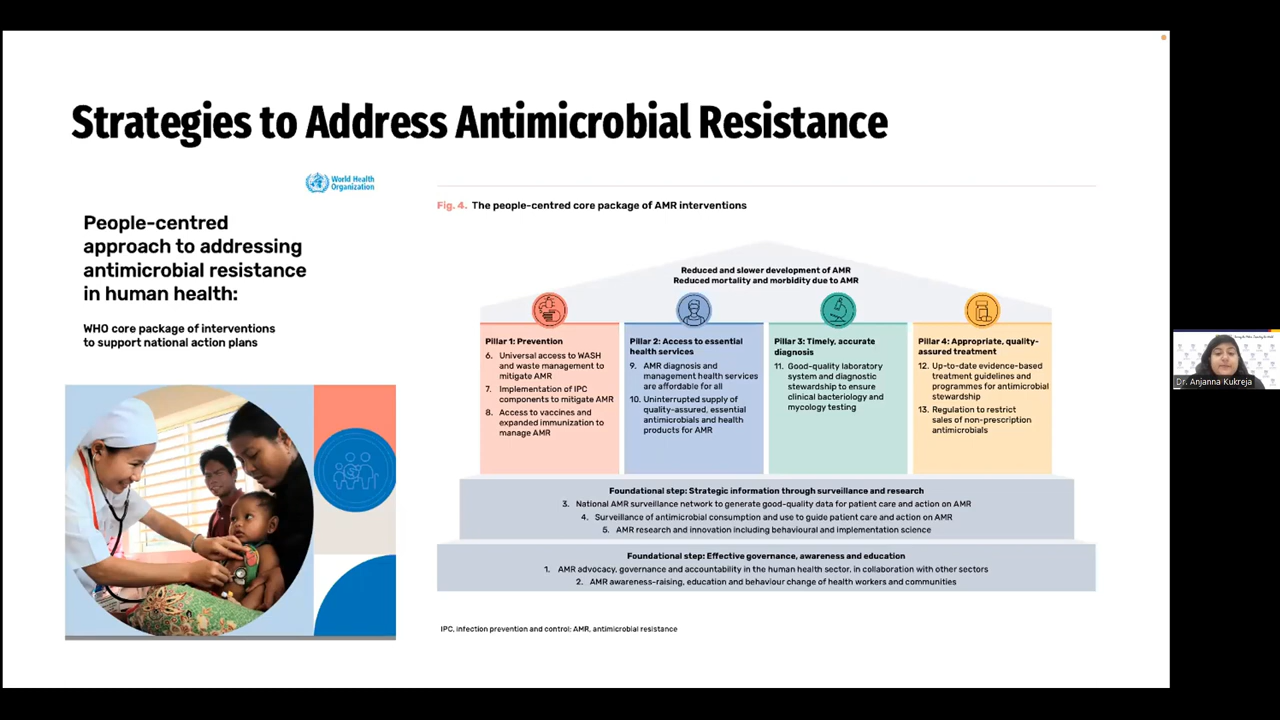 Strategies to Address Antimicrobial Resistance
World Health
Organization
People-centred
approach to addressing
antimicrobial resistance
in human health:
WHO core package of interventions
to support national action plans
Fig. 4. The people-centred core package of AMR interventions
Reduced and slower development of AMR
Reduced mortality and morbidity due to AMR
Pillar 1: Prevention
6. Universal access to WASH
and waste management to
mitigate AMR
7. Implementation of IPC
components to mitigate AMR
8. Access to vaccines and
expanded immunization to
manage AMR
Pillar 2: Access to essential
health services
9. AMR diagnosis and
management health services
are affordable for all
10. Uninterrupted supply of
quality-assured, essential
antimicrobials and health
products for AMR
Pillar 3: Timely, accurate
diagnosis
11. Good-quality laboratory
system and diagnostic
stewardship to ensure
clinical bacteriology and
mycology testing
Pillar 4: Appropriate, quality-
assured treatment
12. Up-to-date evidence-based
treatment guidelines and
programmes for antimicrobial
stewardship
13. Regulation to restrict
sales of non-prescription
antimicrobials
Foundational step: Strategic information through surveillance and research
3. National AMR surveillance network to generate good-quality data for patient care and action on AMR
4. Surveillance of antimicrobial consumption and use to guide patient care and action on AMR
5. AMR research and innovation including behavioural and implementation science
Foundational step: Effective governance, awareness and education
1. AMR advocacy, governance and accountability in the human health sector, in collaboration with other sectors
2. AMR awareness-raising, education and behaviour change of health workers and communities
IPC, infection prevention and control; AMR, antimicrobial resistance
Dr. Anjanna Kukreja